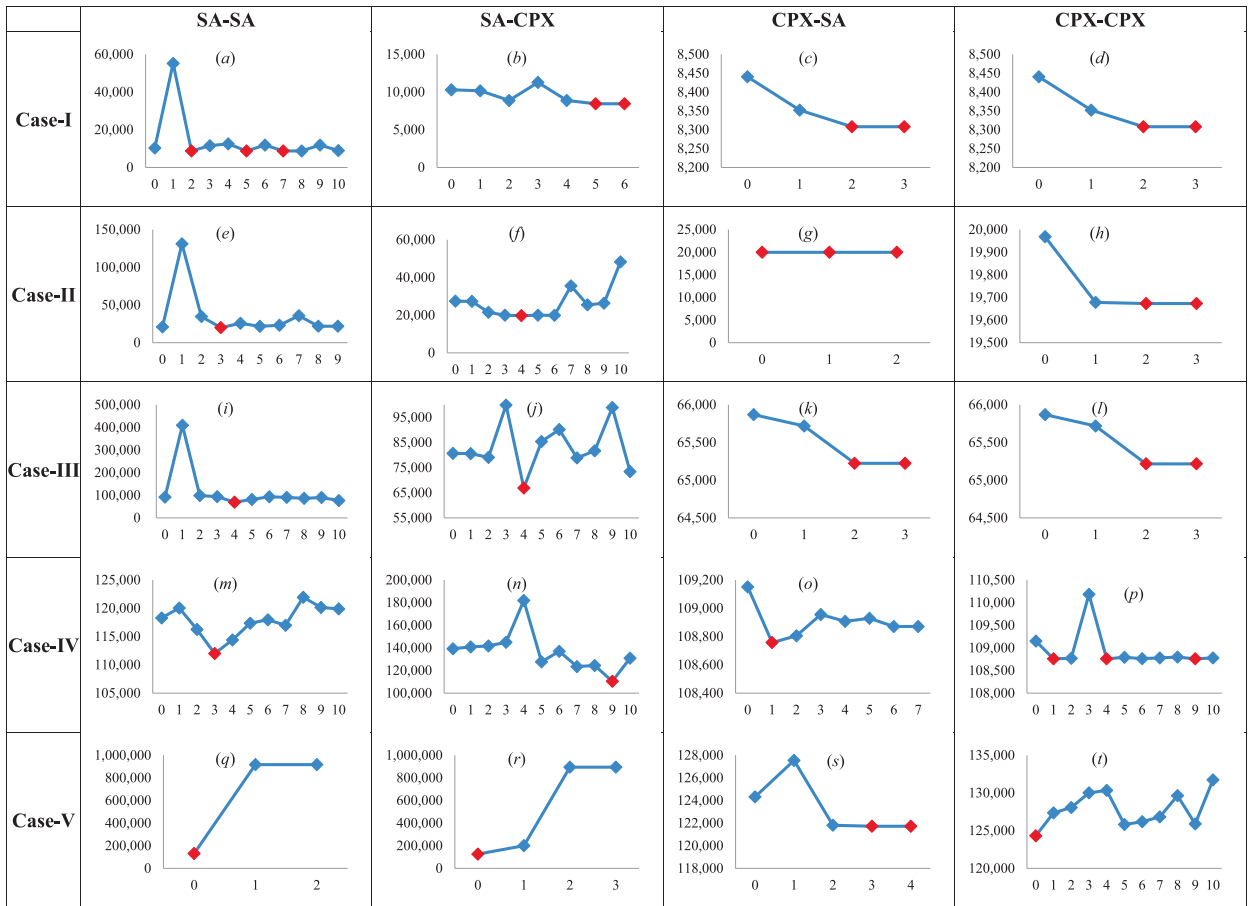 SA-SA SA-CPX CPX-SA CPX-CPX
Case-I
(a)
60,000
40,000
20,000
0
0 1 2 3 4 5 6 7 8 9 10
(b)
15,000
10,000
5,000
0
0 1 2 3 4 5 6
(c)
8,500
8,450
8,400
8,350
8,300
8,250
8,200
0 1 2 3
(d)
8,500
8,450
8,400
8,350
8,300
8,250
8,200
0 1 2 3
Case-II
(e)
150,000
100,000
50,000
0
0 1 2 3 4 5 6 7 8 9
(f)
60,000
40,000
20,000
0
0 1 2 3 4 5 6 7 8 9 10
(g)
25,000
20,000
15,000
10,000
5,000
0
0 1 2
(h)
20,000
19,900
19,800
19,700
19,600
19,500
0 1 2 3
Case-III
(i)
500,000
400,000
300,000
200,000
100,000
0
0 1 2 3 4 5 6 7 8 9 10
(j)
95,000
85,000
75,000
65,000
55,000
0 1 2 3 4 5 6 7 8 9 10
(k)
66,000
65,500
65,000
64,500
0 1 2 3
(l)
66,000
65,500
65,000
64,500
0 1 2 3
Case-IV
(m)
125,000
120,000
115,000
110,000
105,000
0 1 2 3 4 5 6 7 8 9 10
(n)
200,000
180,000
160,000
140,000
120,000
100,000
0 1 2 3 4 5 6 7 8 9 10
(o)
109,200
109,000
108,800
108,600
108,400
0 1 2 3 4 5 6 7
(p)
110,500
110,000
109,500
109,000
108,500
108,000
0 1 2 3 4 5 6 7 8 9 10
Case-V
(q)
1,000,000
800,000
600,000
400,000
200,000
0
0 1 2
(r)
1,000,000
800,000
600,000
400,000
200,000
0
0 1 2 3
(s)
128,000
126,000
124,000
122,000
120,000
118,000
0 1 2 3 4
(t)
135,000
130,000
125,000
120,000
0 1 2 3 4 5 6 7 8 9 10